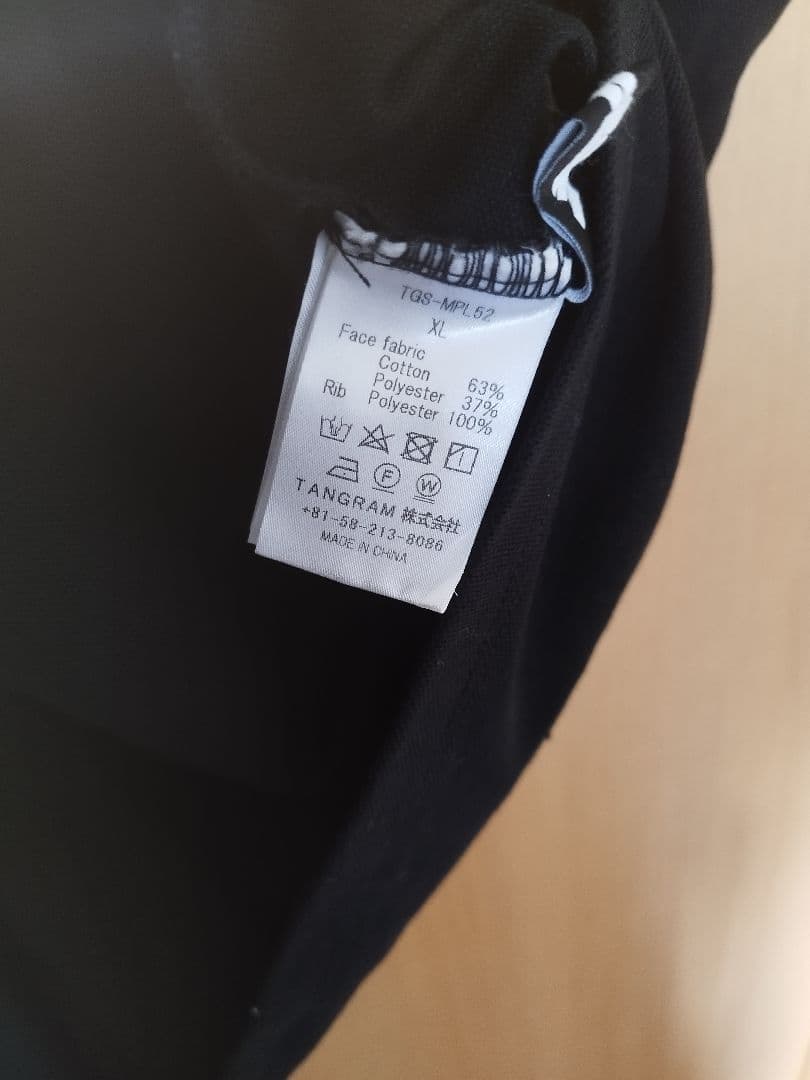 TGS-MPL52
XL
Face fabric
Cotton 63%
Polyester 37%
Rib Polyester 100%
F W
TANGRAM 株式会社
+81-58-213-8086
MADE IN CHINA